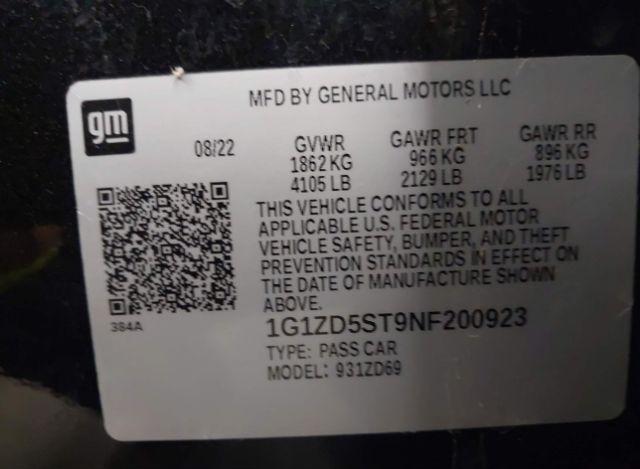 gm
MFD BY GENERAL MOTORS LLC
08/22
GVWR
1862 KG
4105 LB
GAWR FRT
966 KG
2129 LB
GAWR RR
896 KG
1976 LB
THIS VEHICLE CONFORMS TO ALL
APPLICABLE U.S. FEDERAL MOTOR
VEHICLE SAFETY, BUMPER, AND THEFT
PREVENTION STANDARDS IN EFFECT ON
THE DATE OF MANUFACTURE SHOWN
ABOVE.
384A
1G1ZD5ST9NF200923
TYPE: PASS CAR
MODEL: 931ZD69